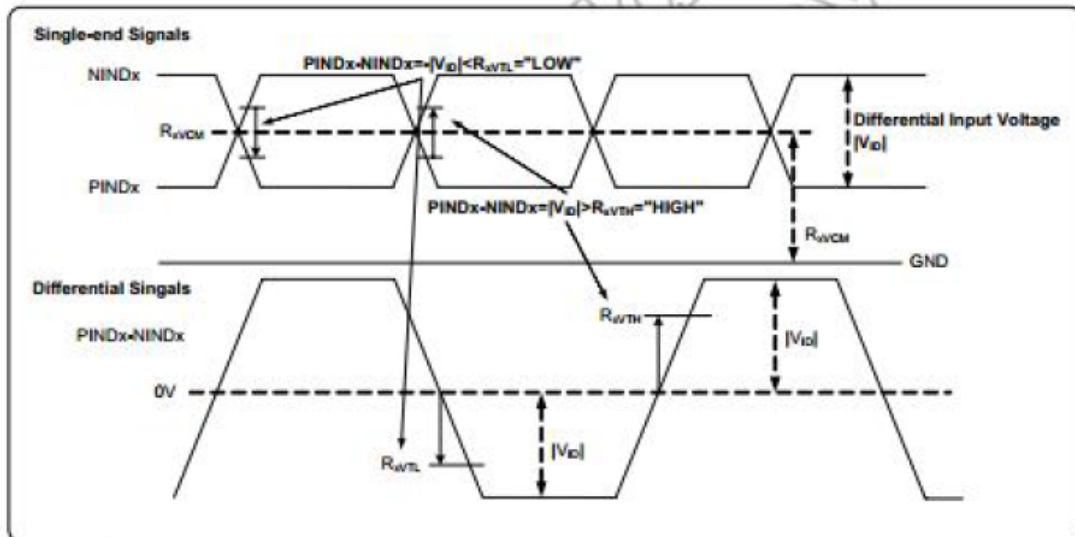 Single-end Signals
PINDx-NINDx=-|VID|<RxVTL="LOW"
NINDx
RxVCM
Differential Input Voltage
|VID|
PINDx
PINDx-NINDx=|VID|>RxVTH="HIGH"
RxVCM
GND
Differential Singals
RxVTH
PINDx-NINDx
|VID|
0V
RxVTL
|VID|